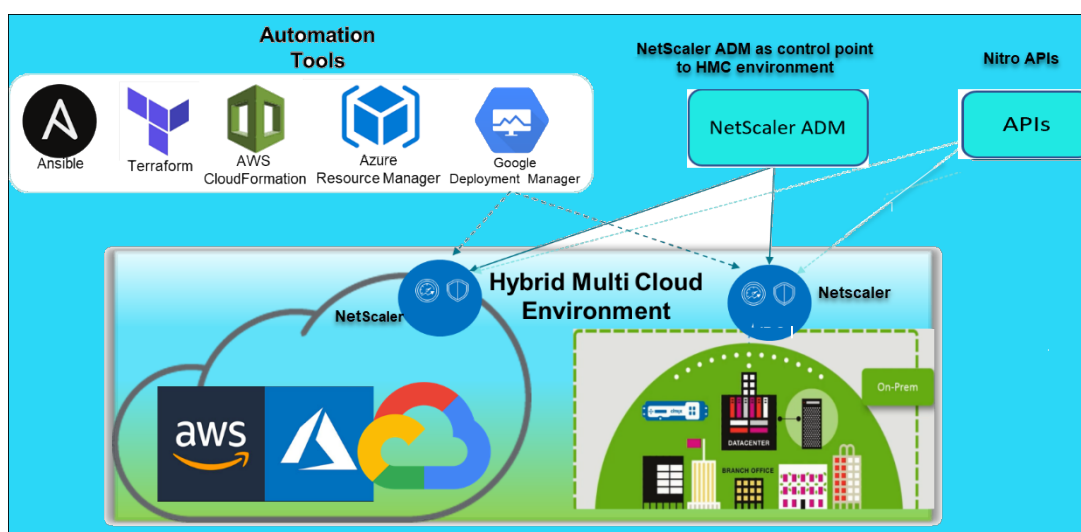 Automation
Tools
NetScaler ADM as control point
to HMC environment
Nitro APIs
Ansible
Terraform
AWS
CloudFormation
Azure
Resource Manager
Google
Deployment Manager
NetScaler ADM
APIs
Hybrid Multi Cloud
Environment
NetScaler
Netscaler
aws
On-Prem
DATACENTER
BRANCH OFFICE